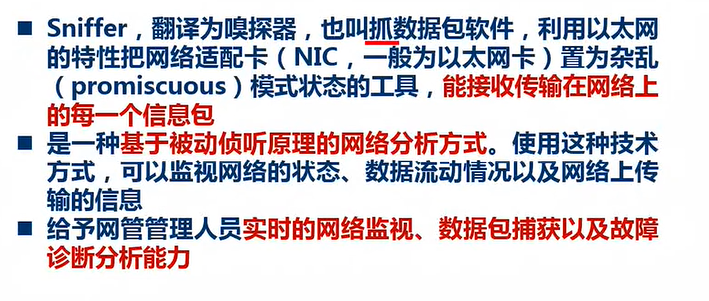 ■ Sniffer，翻译为嗅探器，也叫抓数据包软件，利用以太网
的特性把网络适配卡（NIC，一般为以太网卡）置为杂乱
（promiscuous）模式状态的工具，能接收传输在网络上
的每一个信息包
■ 是一种基于被动侦听原理的网络分析方式。使用这种技术
方式，可以监视网络的状态、数据流动情况以及网络上传
输的信息
■ 给予网管管理人员实时的网络监视、数据包捕获以及故障
诊断分析能力